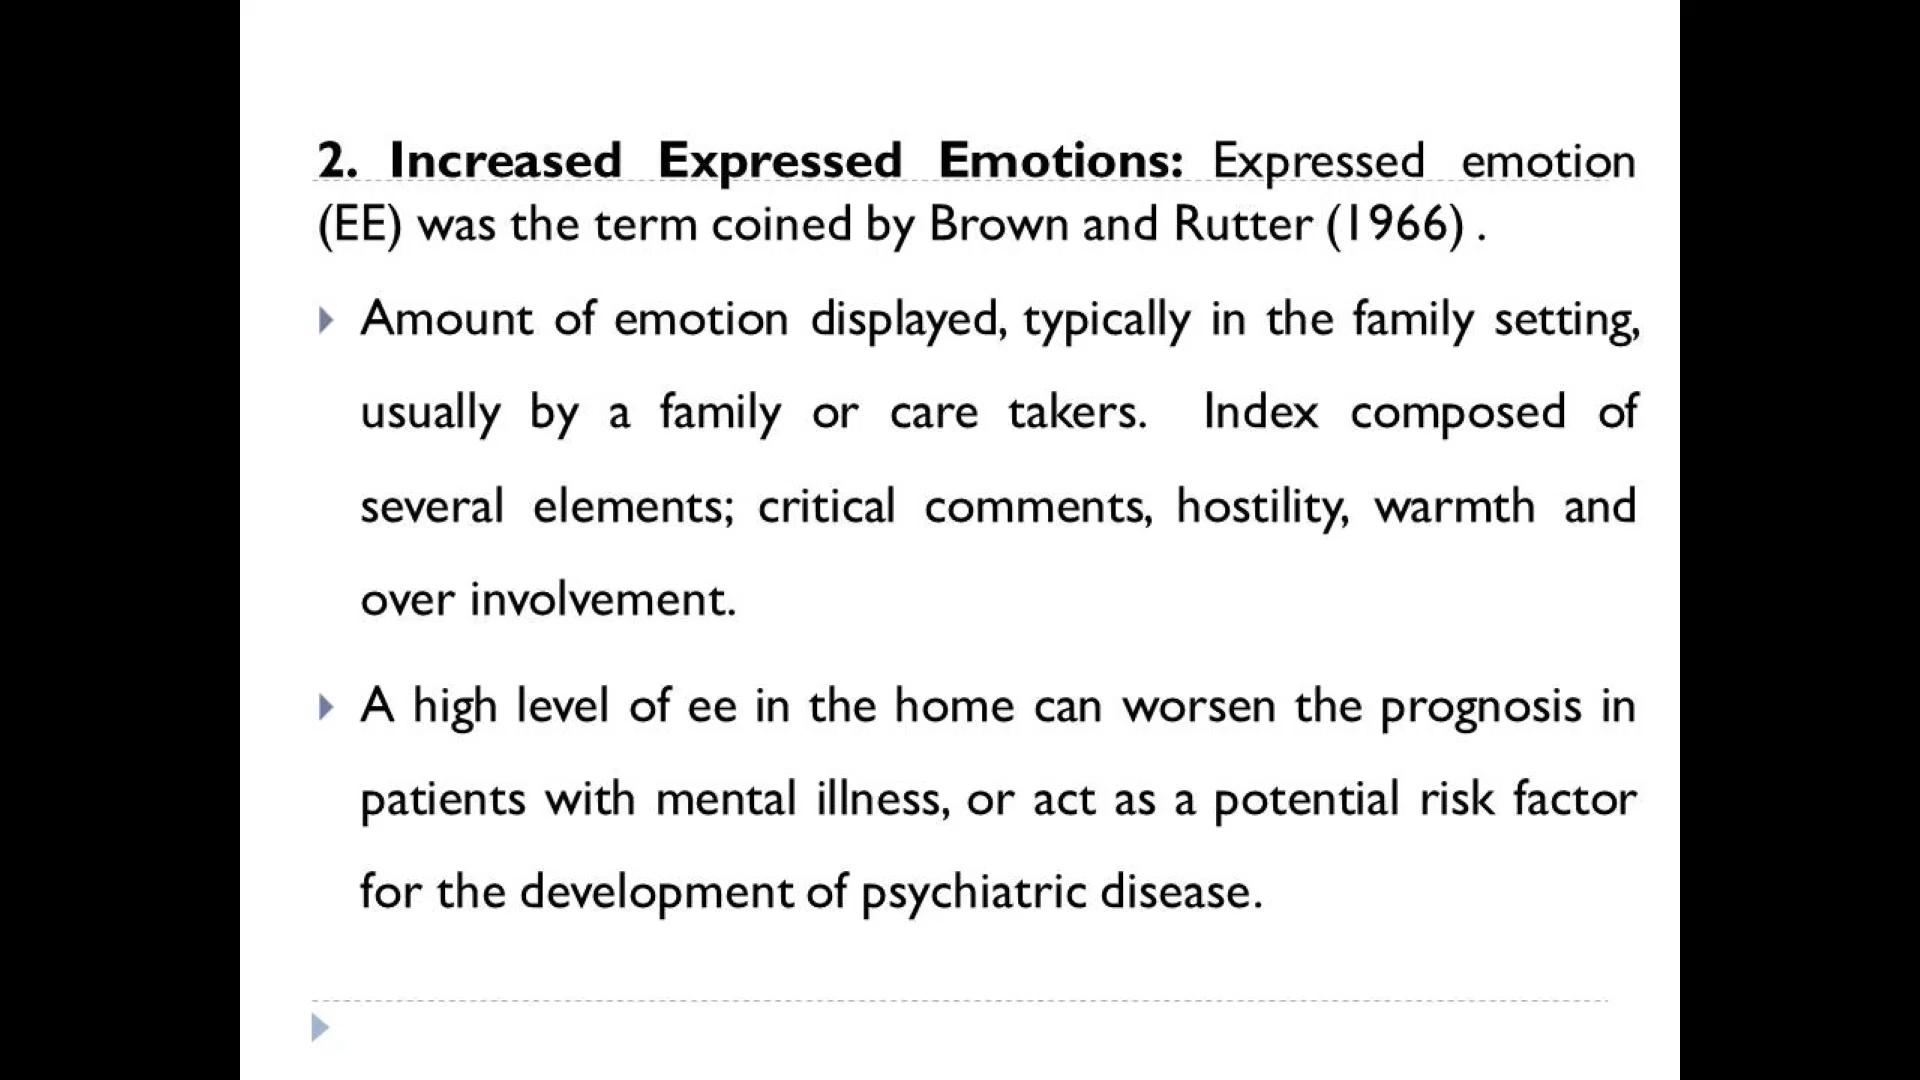 2. Increased Expressed Emotions: Expressed emotion
(EE) was the term coined by Brown and Rutter (1966) .
Amount of emotion displayed, typically in the family setting,
usually by a family or care takers. Index composed of
several elements; critical comments, hostility, warmth and
over involvement.
A high level of ee in the home can worsen the prognosis in
patients with mental illness, or act as a potential risk factor
for the development of psychiatric disease.